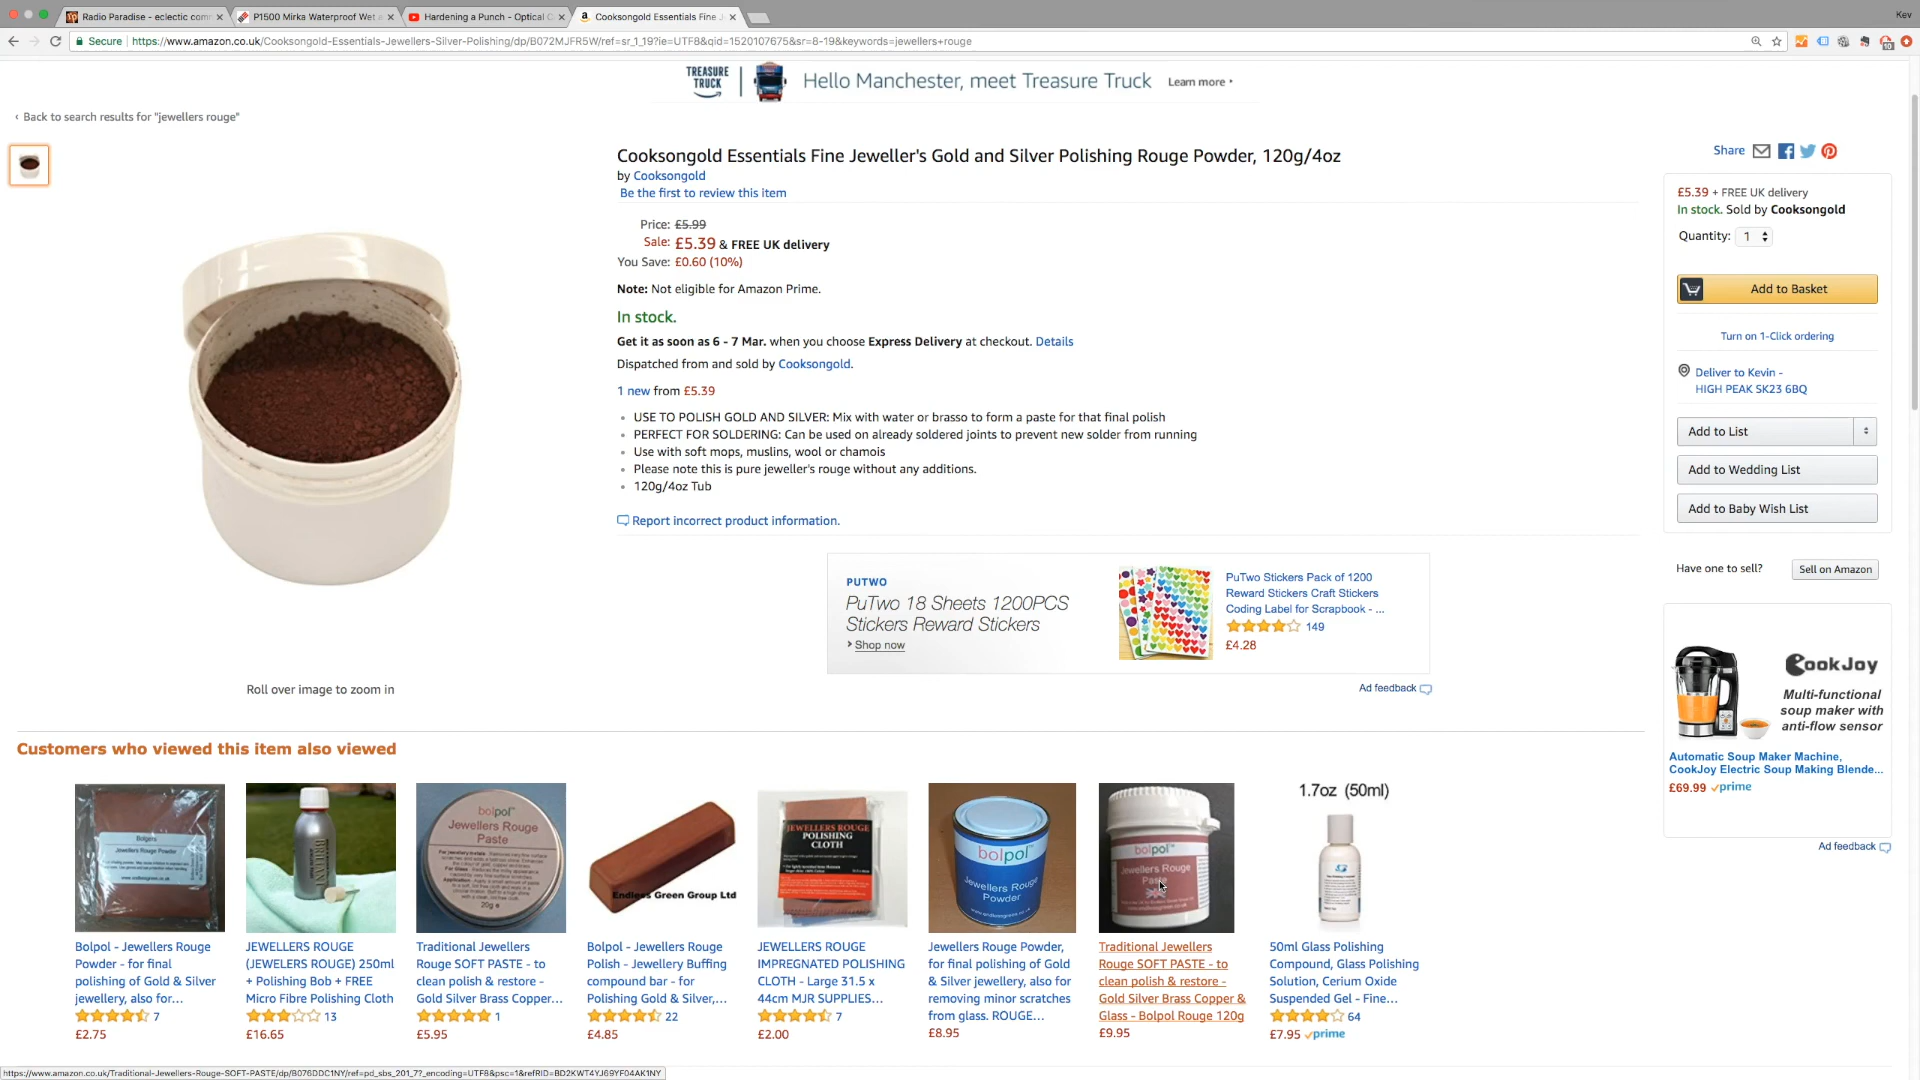 Radio Paradise - eclectic com
P1500 Mirka Waterproof Wet a
Hardening a Punch - Optical C
Cooksongold Essentials Fine J
Kev
Secure
https://www.amazon.co.uk/Cooksongold-Essentials-Jewellers-Silver-Polishing/dp/B072MJFR5W/ref=sr_1_19?ie=UTF8&qid=1520107675&sr=8-19&keywords=jewellers+rouge
TREASURE
TRUCK
Hello Manchester, meet Treasure Truck
Learn more
‹ Back to search results for "jewellers rouge"
Cooksongold Essentials Fine Jeweller's Gold and Silver Polishing Rouge Powder, 120g/4oz
by Cooksongold
Be the first to review this item
Price: £5.99
Sale: £5.39 & FREE UK delivery
You Save: £0.60 (10%)
Note: Not eligible for Amazon Prime.
In stock.
Get it as soon as 6 - 7 Mar. when you choose Express Delivery at checkout. Details
Dispatched from and sold by Cooksongold.
1 new from £5.39
USE TO POLISH GOLD AND SILVER: Mix with water or brasso to form a paste for that final polish
PERFECT FOR SOLDERING: Can be used on already soldered joints to prevent new solder from running
Use with soft mops, muslins, wool or chamois
Please note this is pure jeweller's rouge without any additions.
120g/4oz Tub
Report incorrect product information.
Roll over image to zoom in
Share
£5.39 + FREE UK delivery
In stock. Sold by Cooksongold
Quantity: 1
Add to Basket
Turn on 1-Click ordering
Deliver to Kevin -
HIGH PEAK SK23 6BQ
Add to List
Add to Wedding List
Add to Baby Wish List
Have one to sell?
Sell on Amazon
PUTWO
PuTwo 18 Sheets 1200PCS
Stickers Reward Stickers
Shop now
PuTwo Stickers Pack of 1200
Reward Stickers Craft Stickers
Coding Label for Scrapbook - ...
149
£4.28
Ad feedback
CookJoy
Multi-functional
soup maker with
anti-flow sensor
Automatic Soup Maker Machine,
CookJoy Electric Soup Making Blende...
£69.99 prime
Ad feedback
Customers who viewed this item also viewed
Jewellers Rouge Powder
Bolpol - Jewellers Rouge
Powder - for final
polishing of Gold & Silver
jewellery, also for...
7
£2.75
JEWELLERS ROUGE
(JEWELERS ROUGE) 250ml
+ Polishing Bob + FREE
Micro Fibre Polishing Cloth
13
£16.65
bolpol
Jewellers Rouge
Paste
20g e
Traditional Jewellers
Rouge SOFT PASTE - to
clean polish & restore -
Gold Silver Brass Copper...
1
£5.95
Endless Green Group Ltd
Bolpol - Jewellers Rouge
Polish - Jewellery Buffing
compound bar - for
Polishing Gold & Silver,...
22
£4.85
JEWELLERS ROUGE
POLISHING
CLOTH
JEWELLERS ROUGE
IMPREGNATED POLISHING
CLOTH - Large 31.5 x
44cm MJR SUPPLIES...
7
£2.00
bolpol
Jewellers Rouge
Powder
Jewellers Rouge Powder,
for final polishing of Gold
& Silver jewellery, also for
removing minor scratches
from glass. ROUGE...
£8.95
bolpol
Jewellers Rouge
Paste
Traditional Jewellers
Rouge SOFT PASTE - to
clean polish & restore -
Gold Silver Brass Copper &
Glass - Bolpol Rouge 120g
£9.95
1.7oz (50ml)
50ml Glass Polishing
Compound, Glass Polishing
Solution, Cerium Oxide
Suspended Gel - Fine...
64
£7.95 prime
https://www.amazon.co.uk/Traditional-Jewellers-Rouge-SOFT-PASTE/dp/B076DDC1NY/ref=pd_sbs_201_7?_encoding=UTF8&psc=1&refRID=BD2KWT4YJ69YF04AK1NY